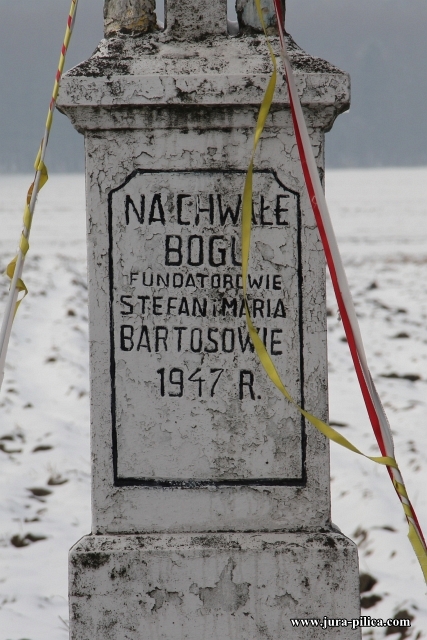 NA CHWAŁĘ
BOGU
FUNDATOROWIE
STEFAN I MARIA
BARTOSOWIE
1947 R.
www.jura-pilica.com